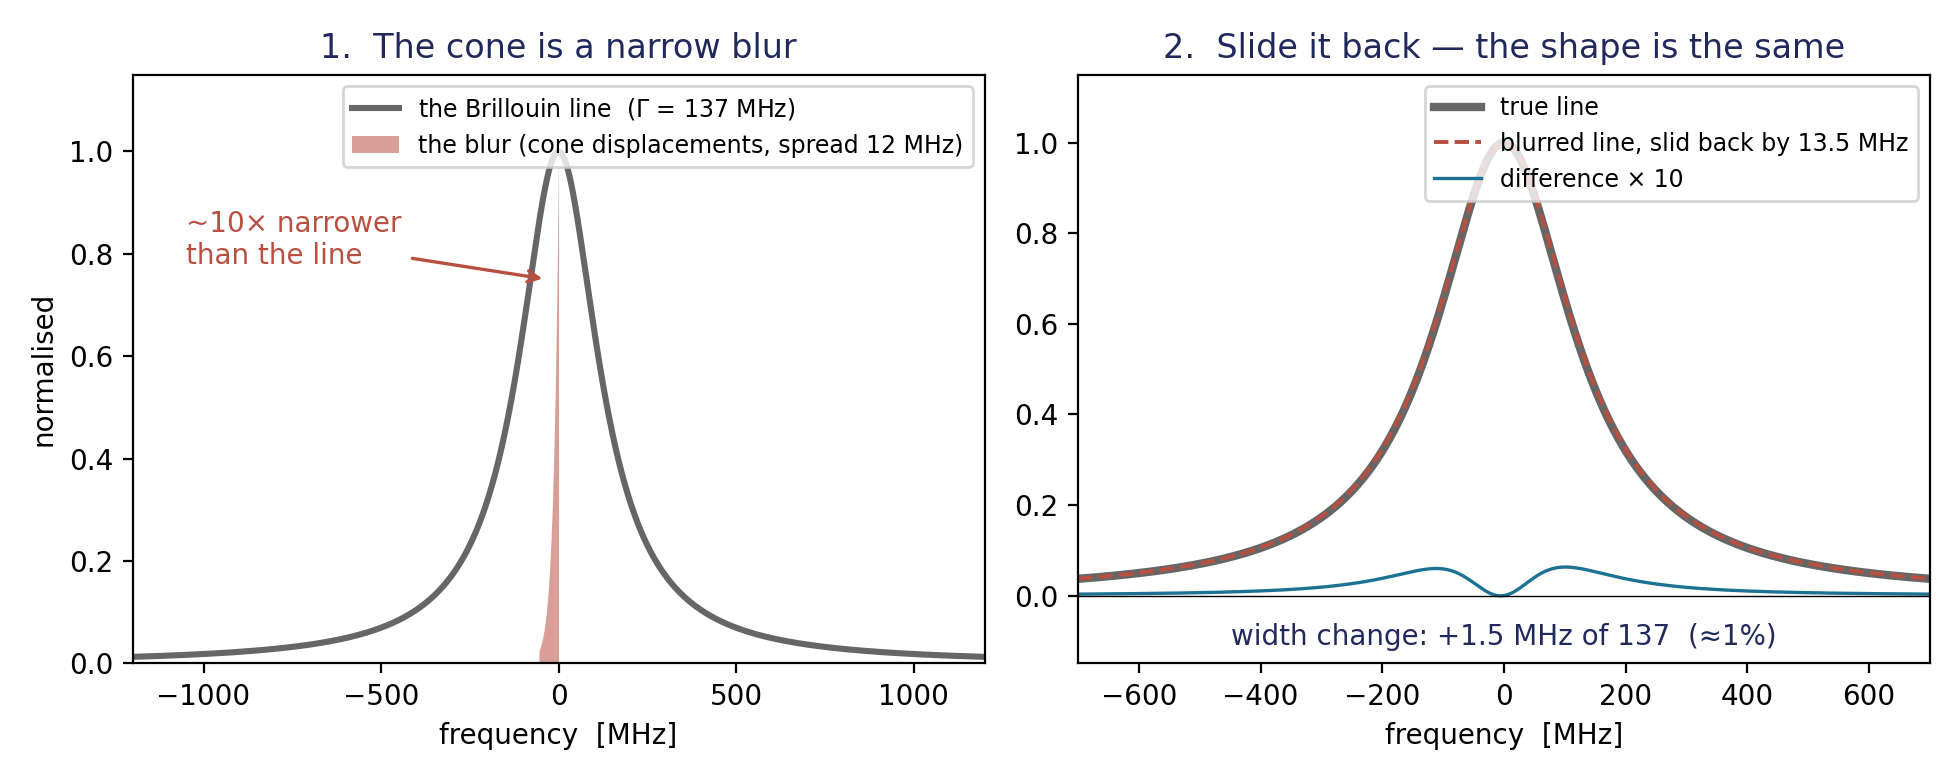 1.  The cone is a narrow blur
the Brillouin line  (Γ = 137 MHz)
the blur (cone displacements, spread 12 MHz)
~10× narrower
than the line
normalised
1.0
0.8
0.6
0.4
0.2
0.0
−1000
−500
0
500
1000
frequency  [MHz]
2.  Slide it back — the shape is the same
true line
blurred line, slid back by 13.5 MHz
difference × 10
1.0
0.8
0.6
0.4
0.2
0.0
width change: +1.5 MHz of 137  (≈1%)
−600
−400
−200
0
200
400
600
frequency  [MHz]